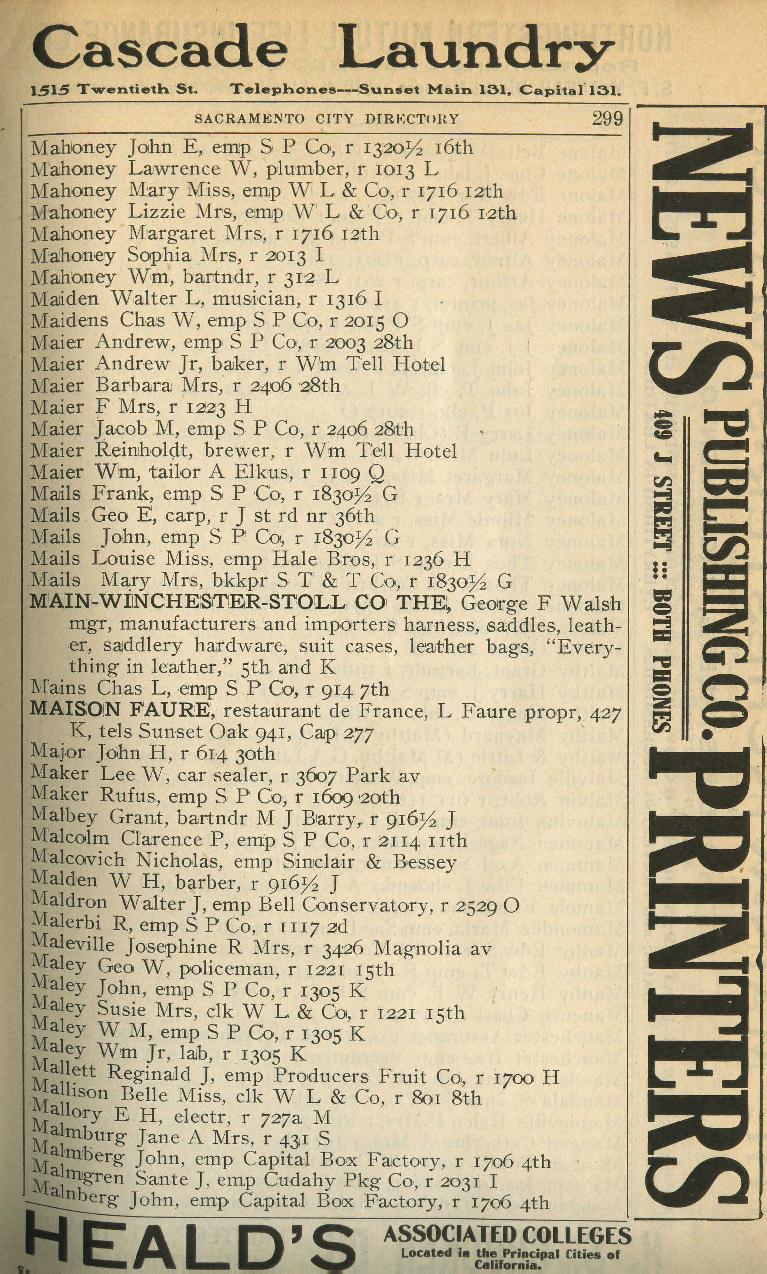 Cascade Laundry
1515 Twentieth St. Telephones---Sunset Main 131, Capital 131.
SACRAMENTO CITY DIRECTORY 299
Mahoney John E, emp S P Co, r 1320½ 16th
Mahoney Lawrence W, plumber, r 1013 L
Mahoney Mary Miss, emp W L & Co, r 1716 12th
Mahoney Lizzie Mrs, emp W L & Co, r 1716 12th
Mahoney Margaret Mrs, r 1716 12th
Mahoney Sophia Mrs, r 2013 I
Mahoney Wm, bartndr, r 312 L
Maiden Walter L, musician, r 1316 I
Maidens Chas W, emp S P Co, r 2015 O
Maier Andrew, emp S P Co, r 2003 28th
Maier Andrew Jr, baker, r Wm Tell Hotel
Maier Barbara Mrs, r 2406 28th
Maier F Mrs, r 1223 H
Maier Jacob M, emp S P Co, r 2406 28th
Maier Reinholdt, brewer, r Wm Tell Hotel
Maier Wm, tailor A Elkus, r 1109 Q
Mails Frank, emp S P Co, r 1830½ G
Mails Geo E, carp, r J st rd nr 36th
Mails John, emp S P Co, r 1830½ G
Mails Louise Miss, emp Hale Bros, r 1236 H
Mails Mary Mrs, bkkpr S T & T Co, r 1830½ G
MAIN-WINCHESTER-STOLL CO THE, George F Walsh
mgr, manufacturers and importers harness, saddles, leath-
er, saddlery hardware, suit cases, leather bags, "Every-
thing in leather," 5th and K
Mains Chas L, emp S P Co, r 914 7th
MAISON FAURE, restaurant de France, L Faure propr, 427
K, tels Sunset Oak 941, Cap 277
Major John H, r 614 30th
Maker Lee W, car sealer, r 3607 Park av
Maker Rufus, emp S P Co, r 1609 20th
Malbey Grant, bartndr M J Barry, r 916½ J
Malcolm Clarence P, emp S P Co, r 2114 11th
Malcovich Nicholas, emp Sinclair & Bessey
Malden W H, barber, r 916½ J
Maldron Walter J, emp Bell Conservatory, r 2529 O
Malerbi R, emp S P Co, r 1117 2d
Maleville Josephine R Mrs, r 3426 Magnolia av
Maley Geo W, policeman, r 1221 15th
Maley John, emp S P Co, r 1305 K
Maley Susie Mrs, clk W L & Co, r 1221 15th
Maley W M, emp S P Co, r 1305 K
Maley Wm Jr, lab, r 1305 K
Mallett Reginald J, emp Producers Fruit Co, r 1700 H
Mallison Belle Miss, clk W L & Co, r 801 8th
Mallory E H, electr, r 727a M
Malmburg Jane A Mrs, r 431 S
Malmberg John, emp Capital Box Factory, r 1706 4th
Malmgren Sante J, emp Cudahy Pkg Co, r 2031 I
Malnberg John, emp Capital Box Factory, r 1706 4th
NEWS PUBLISHING CO. PRINTERS
409 J STREET ::: BOTH PHONES
HEALD'S ASSOCIATED COLLEGES
Located in the Principal Cities of
California.